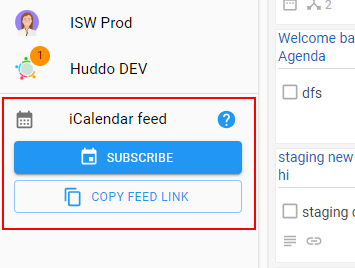 ISW Prod
1
Huddo DEV
iCalendar feed
?
SUBSCRIBE
COPY FEED LINK
2
Welcome ba
Agenda
dfs
staging new
hi
staging